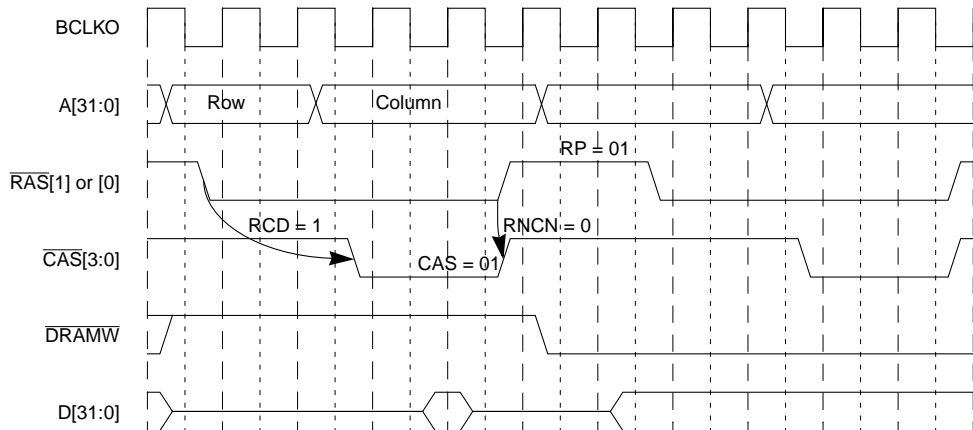 BCLKO
A[31:0]
Row
Column
RP = 01
RAS[1] or [0]
RCD = 1
RNCN = 0
CAS[3:0]
CAS = 01
DRAMW
D[31:0]